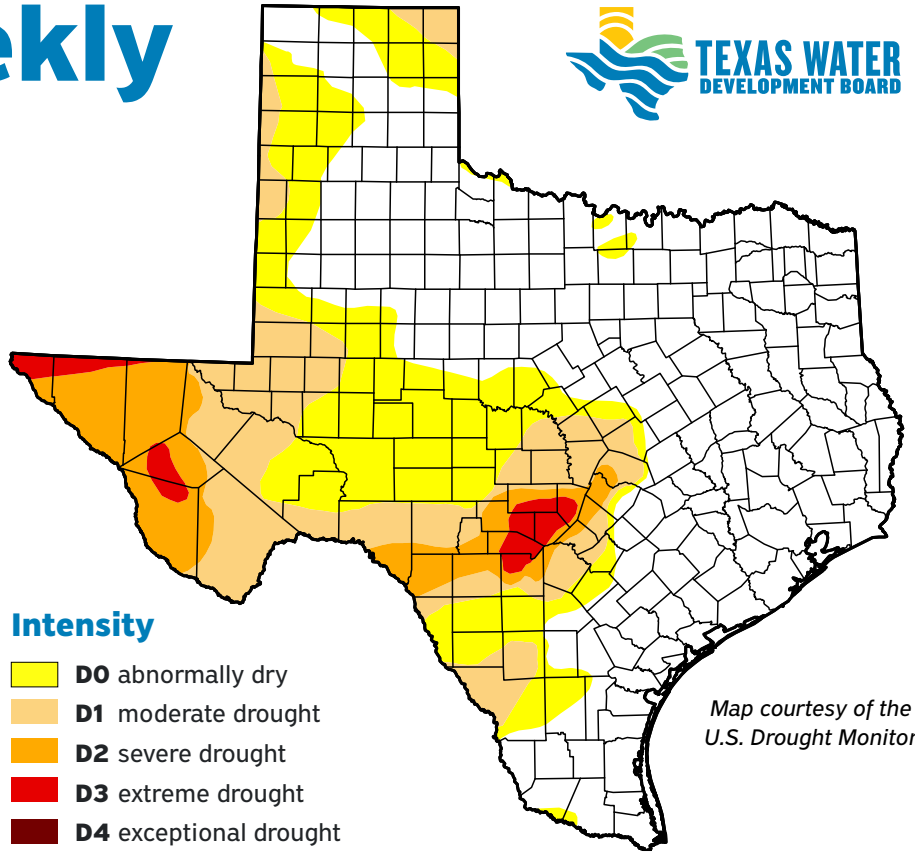 ekly
TEXAS WATER
DEVELOPMENT BOARD
Intensity
D0 abnormally dry
D1 moderate drought
D2 severe drought
D3 extreme drought
D4 exceptional drought
Map courtesy of the
U.S. Drought Monitor